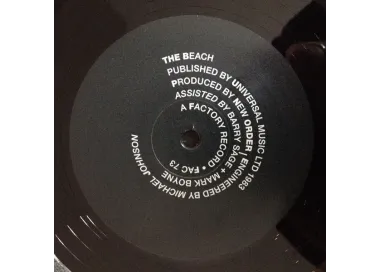 THE BEACH
PUBLISHED BY UNIVERSAL MUSIC LTD 1983
PRODUCED BY NEW ORDER | ENGINEERED BY MICHAEL JOHNSON
ASSISTED BY BARRY SAGE + MARK BOYNE
A FACTORY RECORD • FAC 73